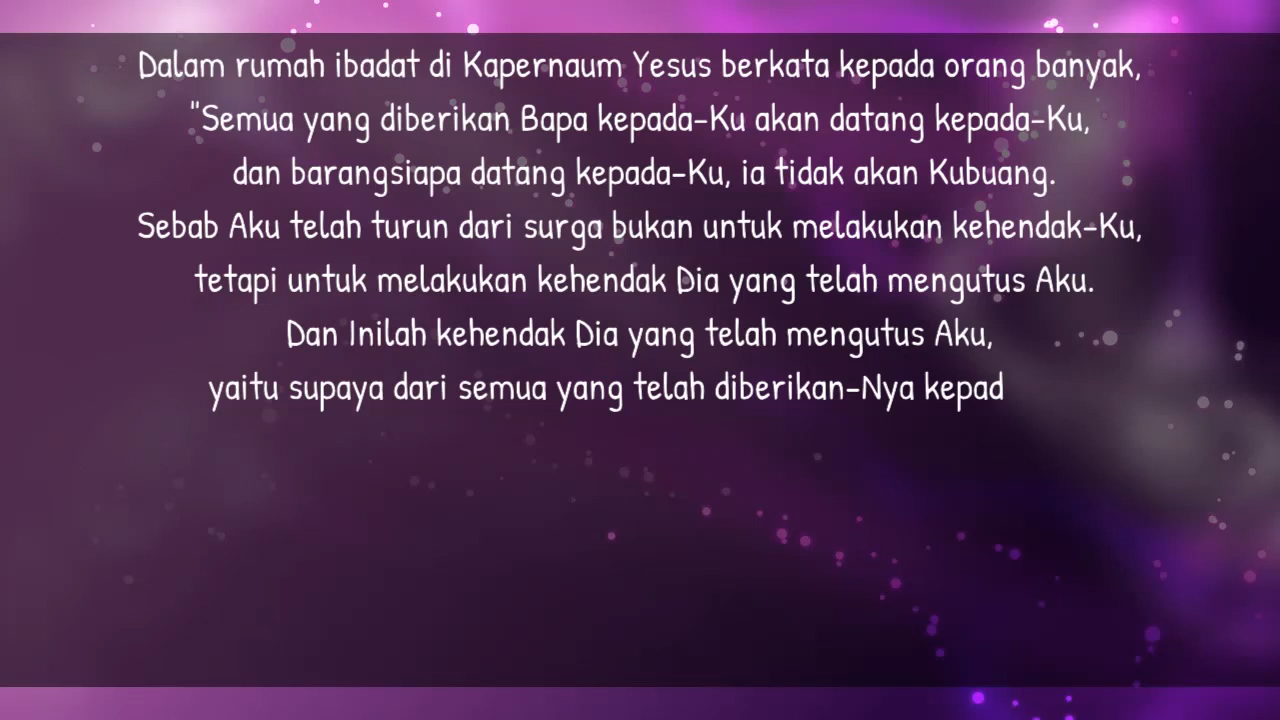 Dalam rumah ibadat di Kapernaum Yesus berkata kepada orang banyak,
"Semua yang diberikan Bapa kepada-Ku akan datang kepada-Ku,
dan barangsiapa datang kepada-Ku, ia tidak akan Kubuang.
Sebab Aku telah turun dari surga bukan untuk melakukan kehendak-Ku,
tetapi untuk melakukan kehendak Dia yang telah mengutus Aku.
Dan Inilah kehendak Dia yang telah mengutus Aku,
yaitu supaya dari semua yang telah diberikan-Nya kepad